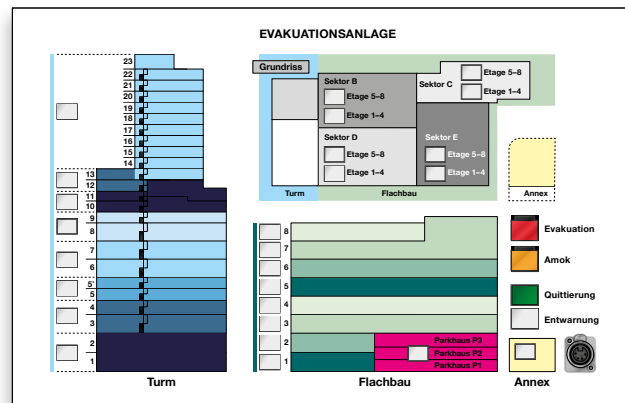 EVAKUATIONSANLAGE
23
22
21
20
19
18
17
16
15
14
13
12
11
10
9
8
7
6
5'
5
4
3
2
1
Turm
Grundriss
Sektor B
Etage 5–8
Etage 1–4
Sektor C
Etage 5–8
Etage 1–4
Sektor D
Etage 5–8
Etage 1–4
Sektor E
Etage 5–8
Etage 1–4
Turm
Flachbau
Annex
8
7
6
5
4
3
2
1
Parkhaus P3
Parkhaus P2
Parkhaus P1
Flachbau
Evakuation
Amok
Quittierung
Entwarnung
Annex